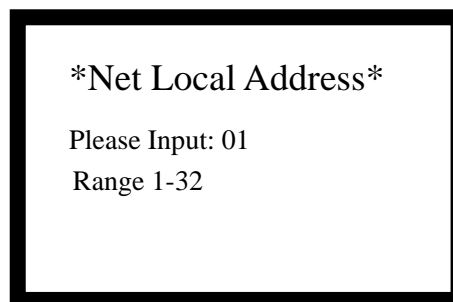 *Net Local Address*
Please Input: 01
Range 1-32